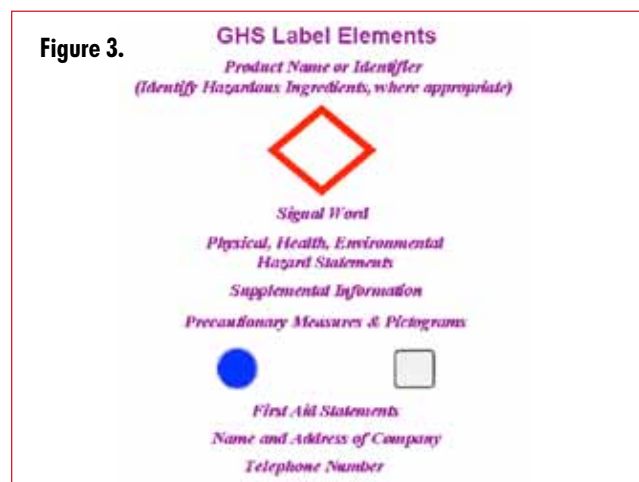 Figure 3.
GHS Label Elements
Product Name or Identifier
(Identify Hazardous Ingredients, where appropriate)
Signal Word
Physical, Health, Environmental
Hazard Statements
Supplemental Information
Precautionary Measures & Pictograms
First Aid Statements
Name and Address of Company
Telephone Number